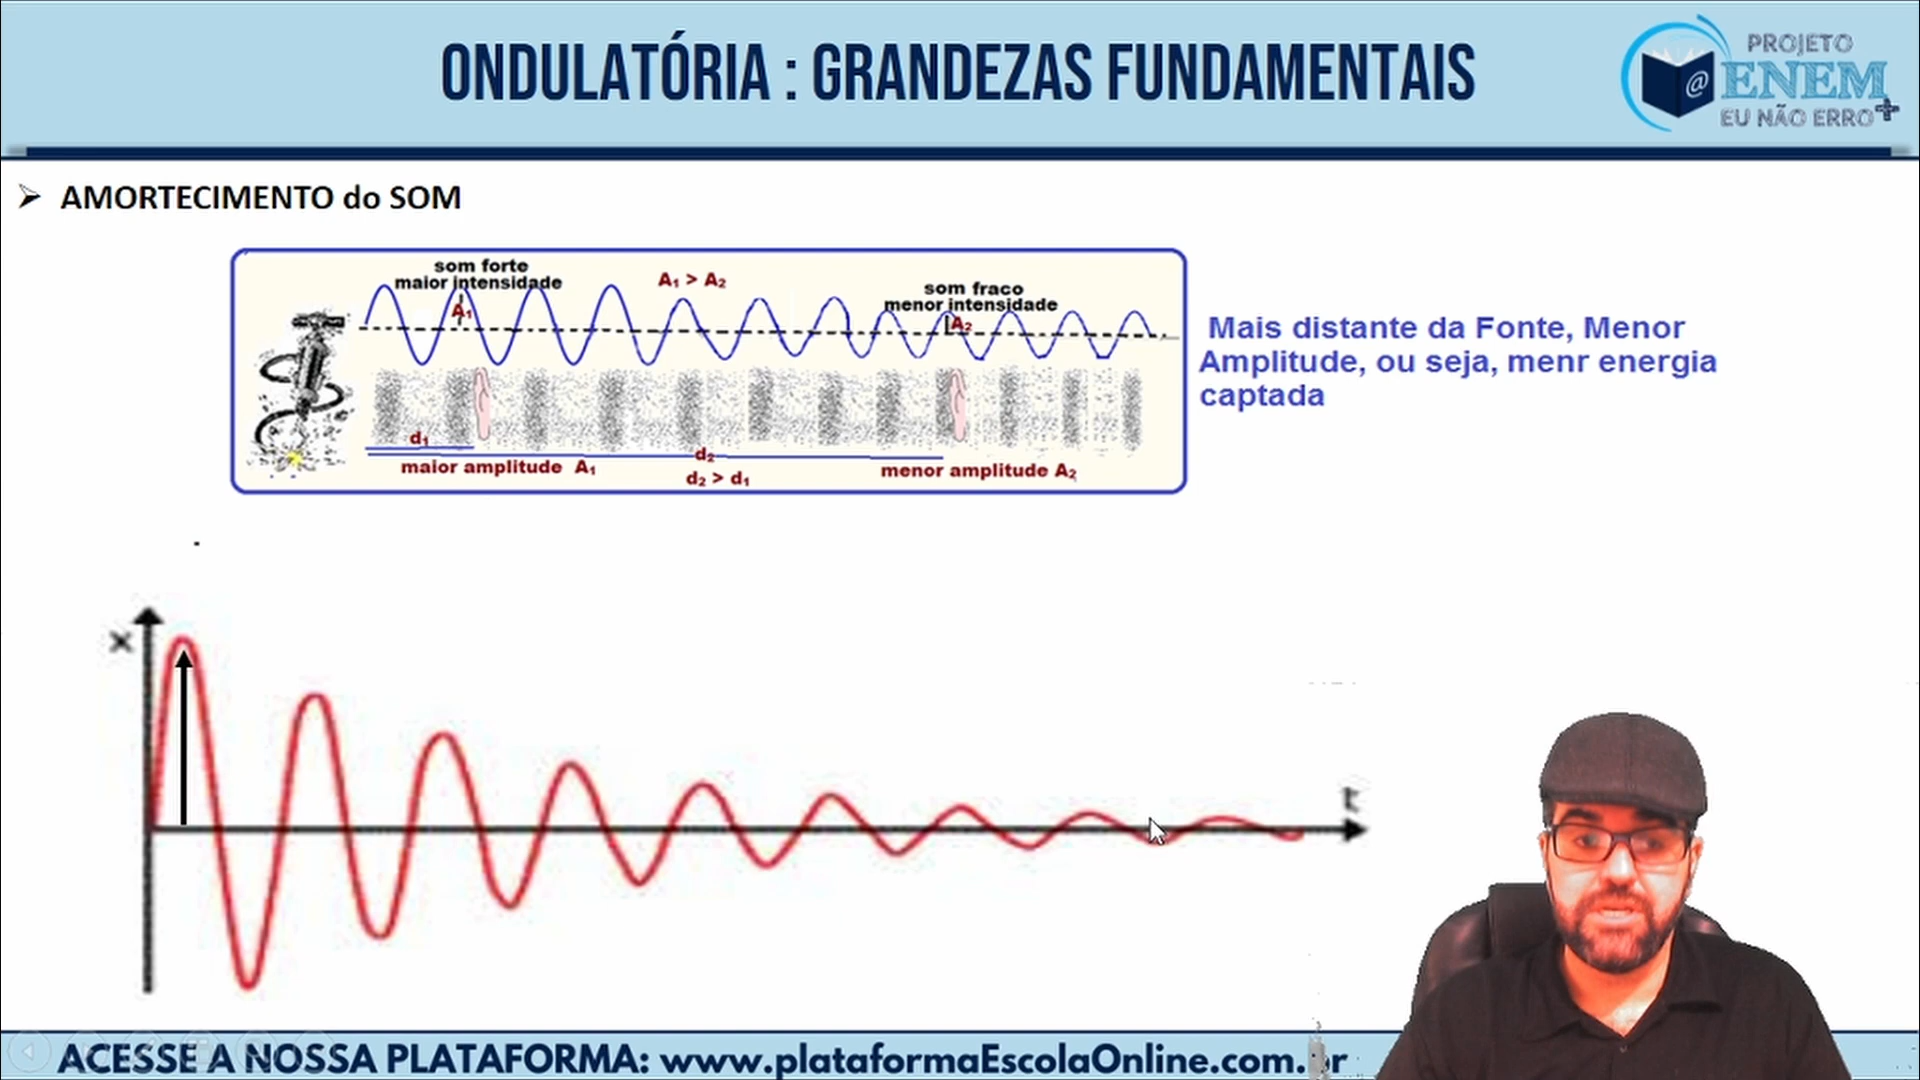 ONDULATÓRIA : GRANDEZAS FUNDAMENTAIS
PROJETO
@ENEM
EU NÃO ERRO+
➢ AMORTECIMENTO do SOM
som forte
maior intensidade
A₁ > A₂
som fraco
menor intensidade
A₁
A₂
d₁
d₂
maior amplitude A₁
d₂ > d₁
menor amplitude A₂
Mais distante da Fonte, Menor
Amplitude, ou seja, menr energia
captada
x
t
ACESSE A NOSSA PLATAFORMA: www.plataformaEscolaOnline.com.br